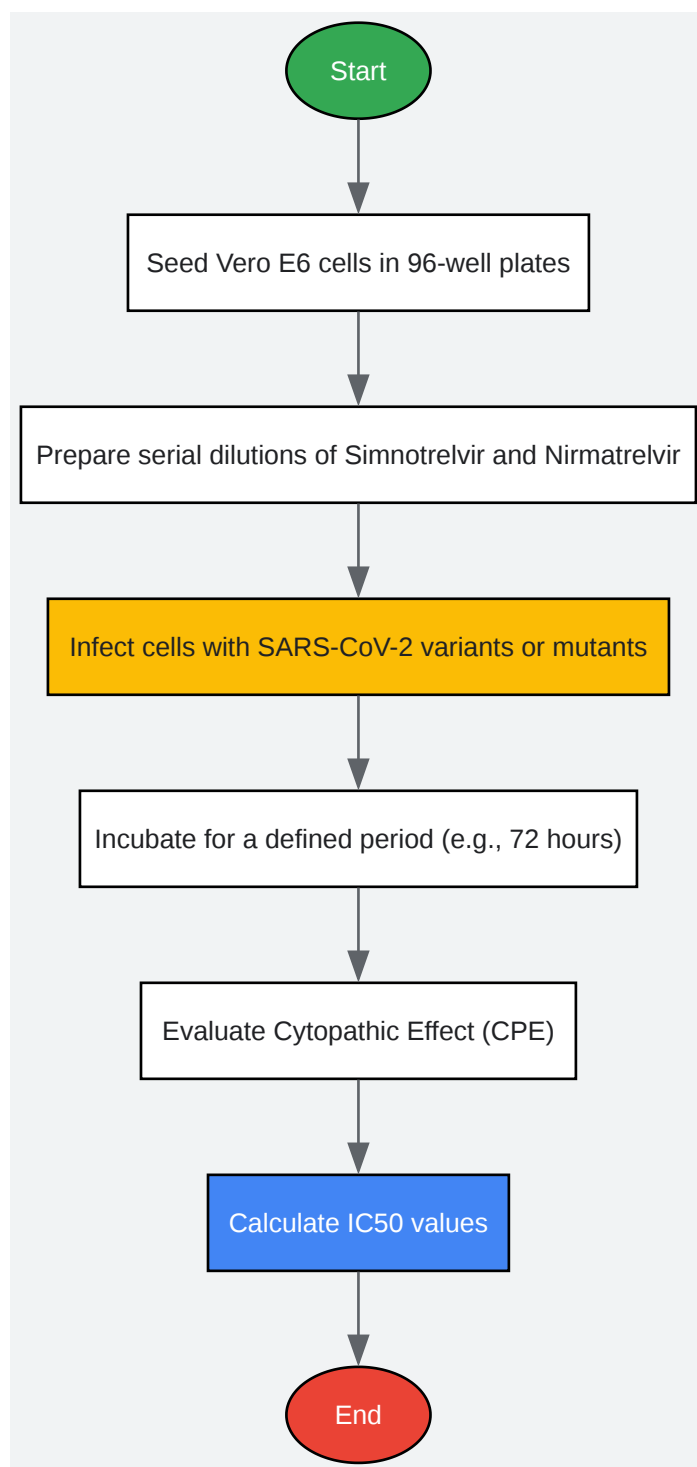 Start
Seed Vero E6 cells in 96-well plates
Prepare serial dilutions of Simnotrelvir and Nirmatrelvir
Infect cells with SARS-CoV-2 variants or mutants
Incubate for a defined period (e.g., 72 hours)
Evaluate Cytopathic Effect (CPE)
Calculate IC50 values
End